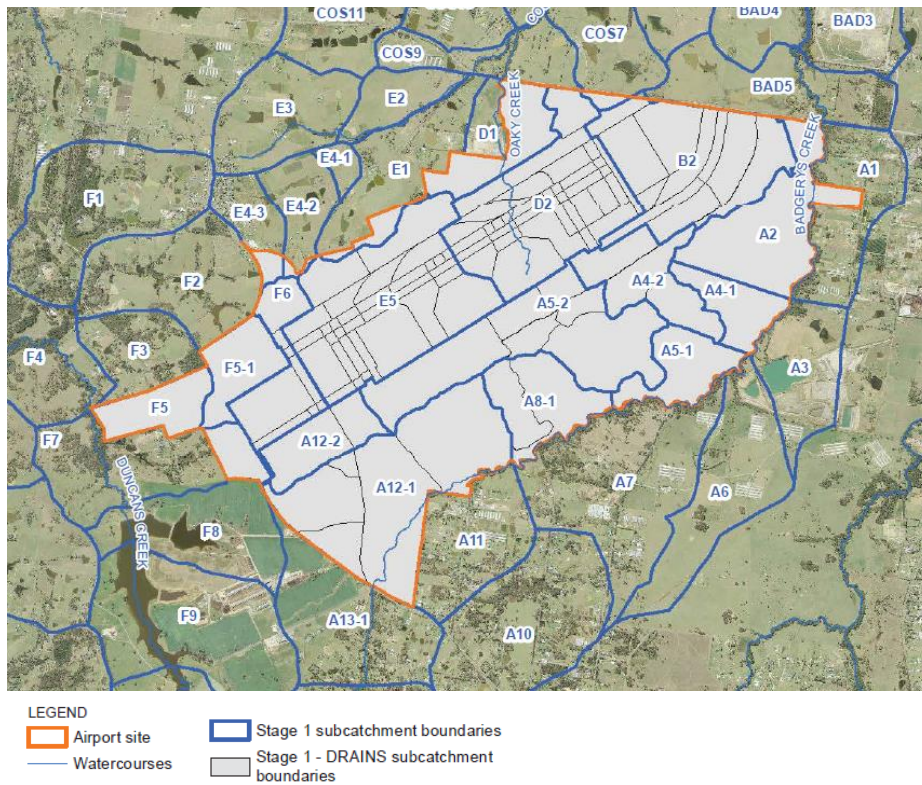 COS11
BAD4
BAD3
COS7
COS9
BAD5
E2
E3
OAKY CREEK
D1
E4-1
BADGERYS CREEK
B2
E1
A1
F1
D2
E4-2
E4-3
A2
F2
A4-2
F6
A4-1
E5
A5-2
F3
A5-1
F4
F5-1
A3
A8-1
F5
F7
A12-2
DUNCANS CREEK
A12-1
A7
A6
F8
A11
F9
A13-1
A10
LEGEND
Airport site
Stage 1 subcatchment boundaries
Watercourses
Stage 1 - DRAINS subcatchment
boundaries